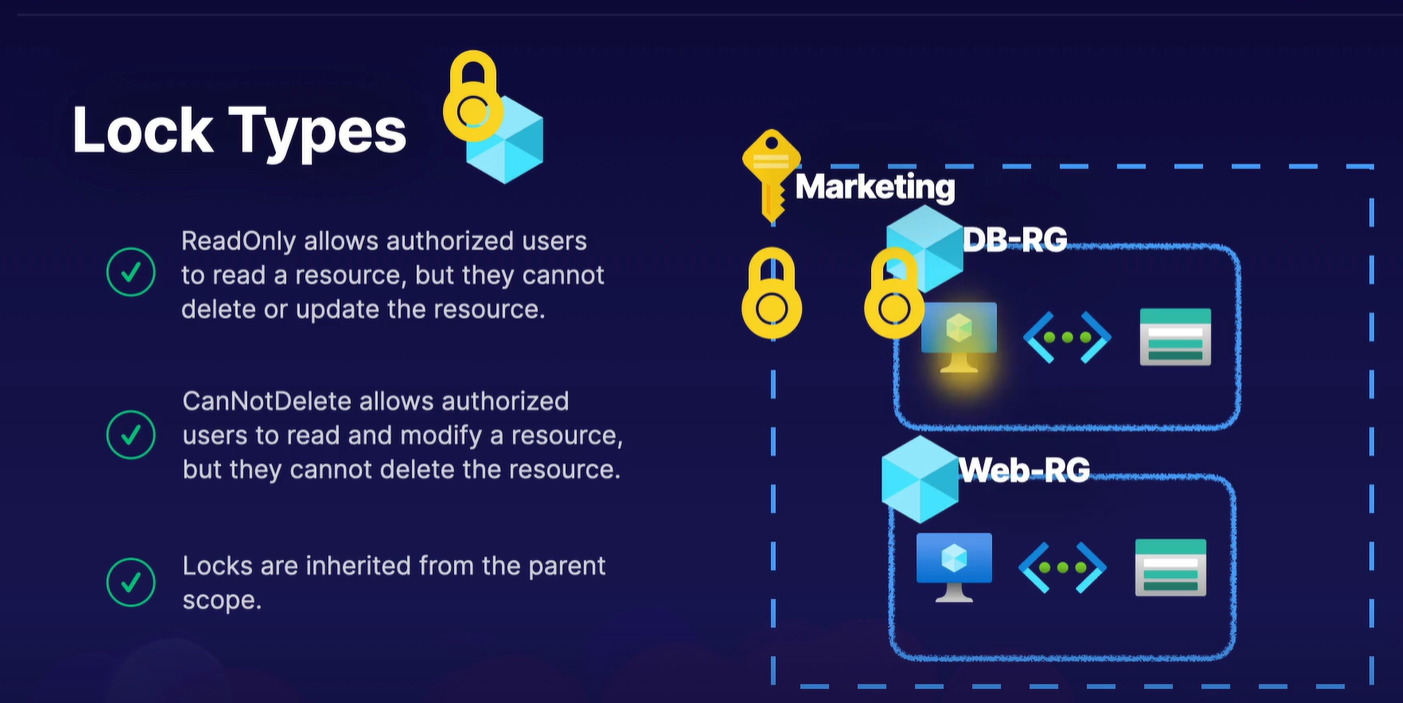 Lock Types
ReadOnly allows authorized users
to read a resource, but they cannot
delete or update the resource.
CanNotDelete allows authorized
users to read and modify a resource,
but they cannot delete the resource.
Locks are inherited from the parent
scope.
Marketing
DB-RG
Web-RG